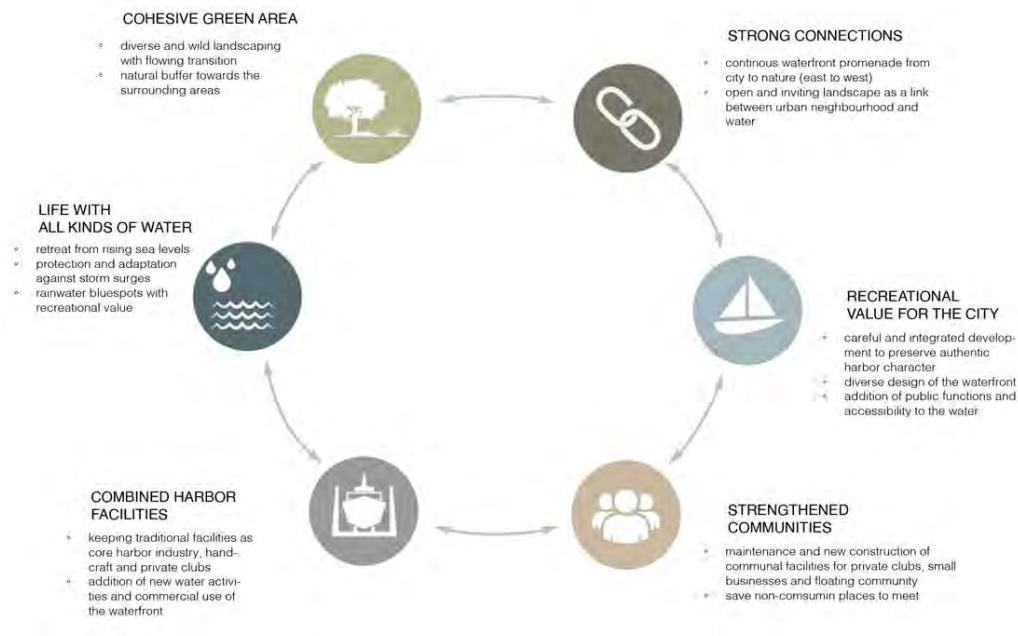 COHESIVE GREEN AREA
◦ diverse and wild landscaping
with flowing transition
◦ natural buffer towards the
surrounding areas
STRONG CONNECTIONS
◦ continous waterfront promenade from
city to nature (east to west)
◦ open and inviting landscape as a link
between urban neighbourhood and
water
LIFE WITH
ALL KINDS OF WATER
◦ retreat from rising sea levels
◦ protection and adaptation
against storm surges
◦ rainwater bluespots with
recreational value
RECREATIONAL
VALUE FOR THE CITY
◦ careful and integrated develop-
ment to preserve authentic
harbor character
◦ diverse design of the waterfront
◦ addition of public functions and
accessibility to the water
COMBINED HARBOR
FACILITIES
◦ keeping traditional facilities as
core harbor industry, hand-
craft and private clubs
◦ addition of new water activi-
ties and commercial use of
the waterfront
STRENGTHENED
COMMUNITIES
◦ maintenance and new construction of
communal facilities for private clubs, small
businesses and floating community
◦ save non-comsumin places to meet